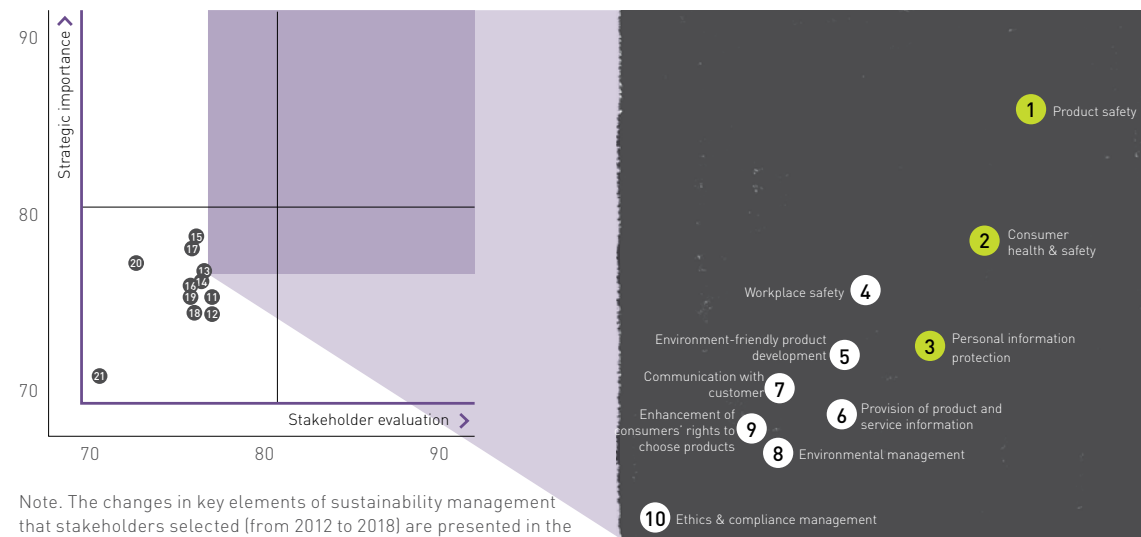 90
80
70
Strategic importance
15
17
20
13
14
16
19
11
18
12
21
Stakeholder evaluation
70
80
90
Note. The changes in key elements of sustainability management
that stakeholders selected (from 2012 to 2018) are presented in the
1 Product safety
2 Consumer
health & safety
Workplace safety 4
3 Personal information
protection
Environment-friendly product
development 5
Communication with
customer 7
6 Provision of product and
service information
Enhancement of
consumers' rights to
choose products 9
8 Environmental management
10 Ethics & compliance management